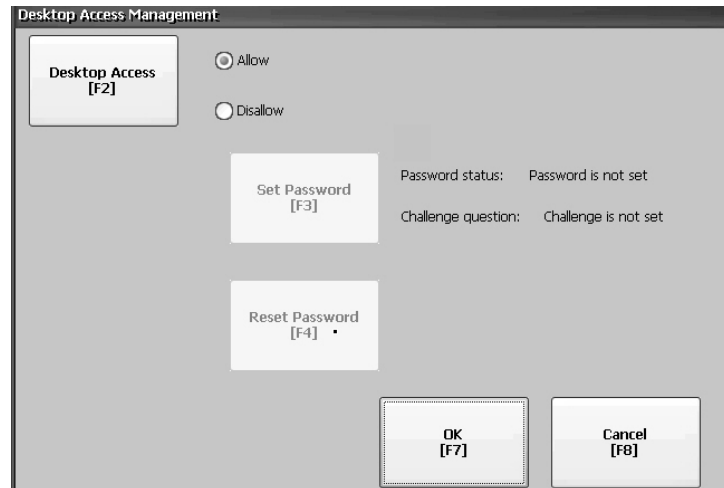 Desktop Access Management
Desktop Access
[F2]
Allow
Disallow
Set Password
[F3]
Password status: Password is not set
Challenge question: Challenge is not set
Reset Password
[F4]
OK
[F7]
Cancel
[F8]